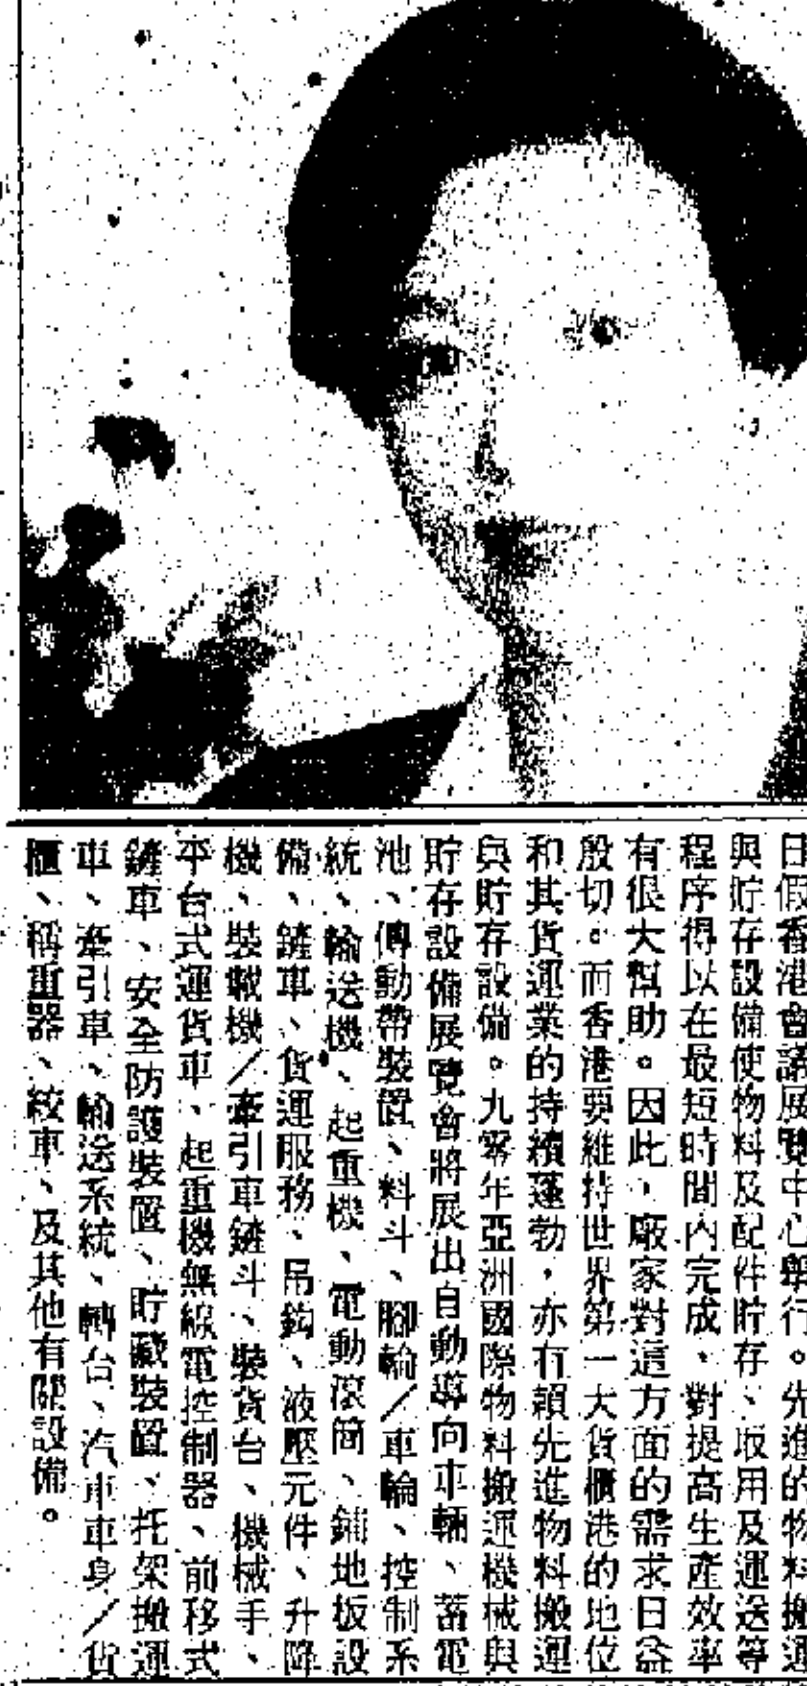 日假香港會議展覽中心舉行。先進的物料搬運
與貯存設備使物料及配件貯存、取用及運送等
程序得以在最短時間內完成，對提高生產效率
有很大幫助。因此，廠家對這方面的需求日益
殷切。而香港要維持世界第一大貨櫃港的地位
和其貨運業的持續蓬勃，亦有賴先進物料搬運
與貯存設備。九零年亞洲國際物料搬運機械與
貯存設備展覽會將展出自動導向車輛、蓄電
池、傳動帶裝置、料斗、腳輪／車輪、控制系
統、輸送機、起重機、電動滾筒、鋪地板設
備、鏟車、貨運服務、吊鈎、液壓元件、升降
機、裝載機／牽引車鏟斗、裝貨台、機械手、
平台式運貨車、起重機無線電控制器、前移式
鏟車、安全防護裝置、貯藏裝置、托架搬運
車、牽引車、輸送系統、轉台、汽車車身／貨
櫃、稱重器、絞車、及其他有關設備。